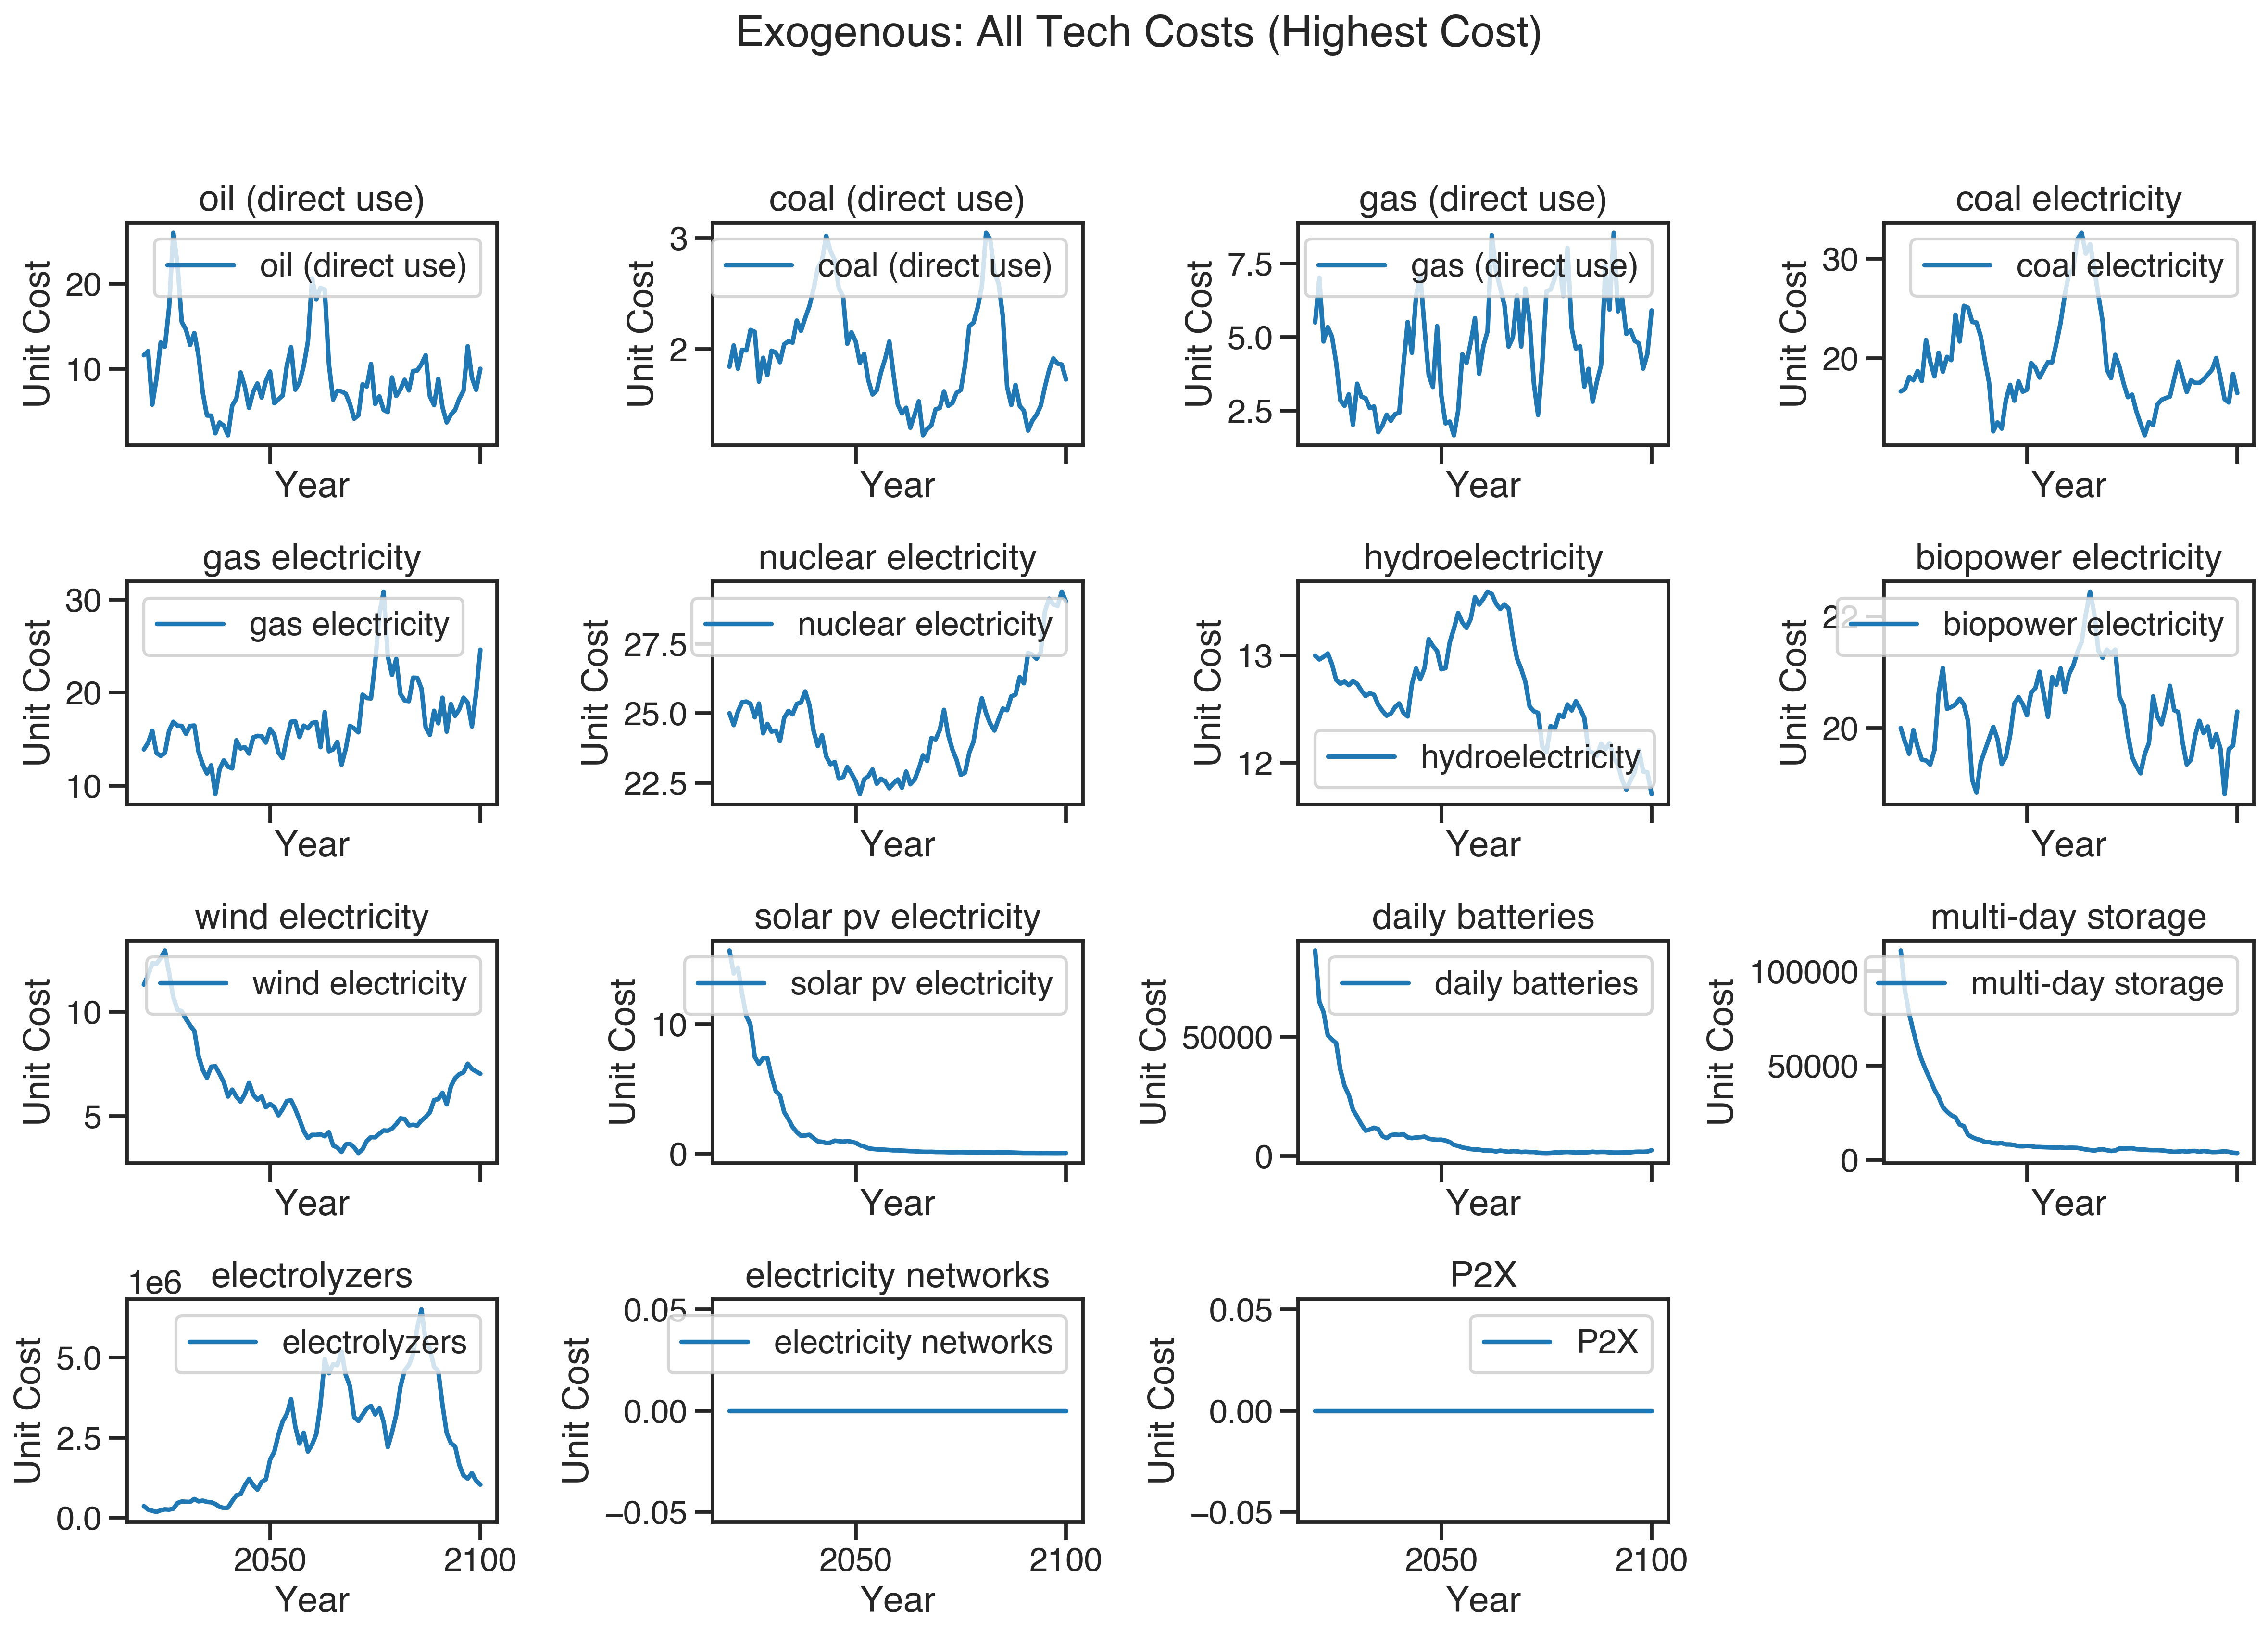 Exogenous: All Tech Costs (Highest Cost)
oil (direct use)
20
10
Unit Cost
oil (direct use)
Year
coal (direct use)
3
2
Unit Cost
coal (direct use)
Year
gas (direct use)
7.5
5.0
2.5
Unit Cost
gas (direct use)
Year
coal electricity
30
20
Unit Cost
coal electricity
Year
gas electricity
30
20
10
Unit Cost
gas electricity
Year
nuclear electricity
27.5
25.0
22.5
Unit Cost
nuclear electricity
Year
hydroelectricity
13
12
Unit Cost
hydroelectricity
Year
biopower electricity
22
20
Unit Cost
biopower electricity
Year
wind electricity
10
5
Unit Cost
wind electricity
Year
solar pv electricity
10
0
Unit Cost
solar pv electricity
Year
daily batteries
50000
0
Unit Cost
daily batteries
Year
multi-day storage
100000
50000
0
Unit Cost
multi-day storage
Year
1e6
electrolyzers
5.0
2.5
0.0
Unit Cost
electrolyzers
2050
2100
Year
electricity networks
0.05
0.00
−0.05
Unit Cost
electricity networks
2050
2100
Year
P2X
0.05
0.00
−0.05
Unit Cost
P2X
2050
2100
Year